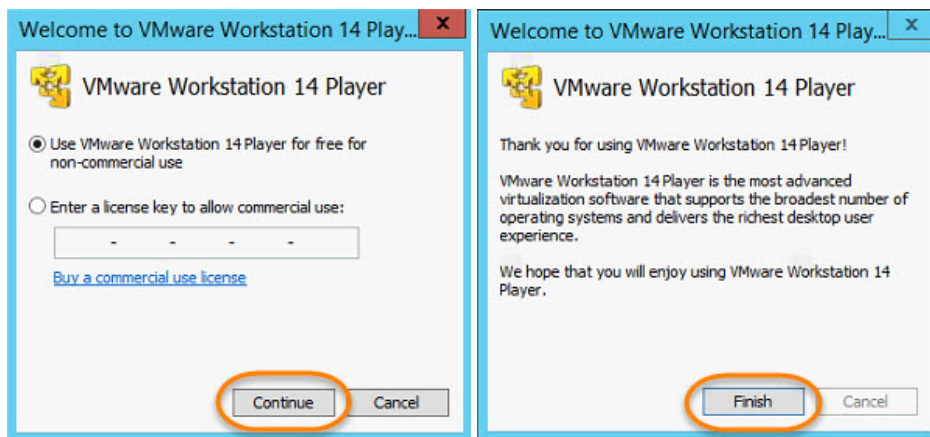 Welcome to VMware Workstation 14 Play...
X
VMware Workstation 14 Player
Use VMware Workstation 14 Player for free for
non-commercial use
Enter a license key to allow commercial use:
- - - -
Buy a commercial use license
Continue
Cancel
Welcome to VMware Workstation 14 Play...
X
VMware Workstation 14 Player
Thank you for using VMware Workstation 14 Player!
VMware Workstation 14 Player is the most advanced
virtualization software that supports the broadest number of
operating systems and delivers the richest desktop user
experience.
We hope that you will enjoy using VMware Workstation 14
Player.
Finish
Cancel